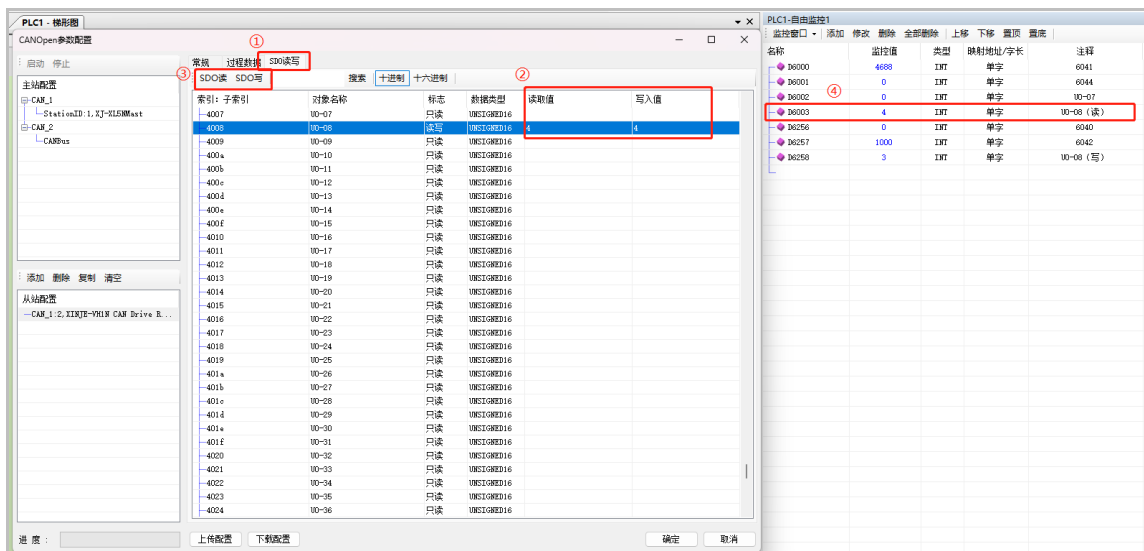 PLC1 - 梯形图
CANOpen参数配置
启动 停止
主站配置
CAN_1
StationID:1,XJ-XL5NMast
CAN_2
CANBus
添加 删除 复制 清空
从站配置
CAN_1:2,XINJE-VH1N CAN Drive R...
进 度 :
①
常规 过程数据 SDO读写
③
SDO读 SDO写 搜索 十进制 十六进制
②
索引: 子索引 对象名称 标志 数据类型 读取值 写入值
4007 U0-07 只读 UNSIGNED16
4008 U0-08 读写 UNSIGNED16 4 4
4009 U0-09 只读 UNSIGNED16
400a U0-10 只读 UNSIGNED16
400b U0-11 只读 UNSIGNED16
400c U0-12 只读 UNSIGNED16
400d U0-13 只读 UNSIGNED16
400e U0-14 只读 UNSIGNED16
400f U0-15 只读 UNSIGNED16
4010 U0-16 只读 UNSIGNED16
4011 U0-17 只读 UNSIGNED16
4012 U0-18 只读 UNSIGNED16
4013 U0-19 只读 UNSIGNED16
4014 U0-20 只读 UNSIGNED16
4015 U0-21 只读 UNSIGNED16
4016 U0-22 只读 UNSIGNED16
4017 U0-23 只读 UNSIGNED16
4018 U0-24 只读 UNSIGNED16
4019 U0-25 只读 UNSIGNED16
401a U0-26 只读 UNSIGNED16
401b U0-27 只读 UNSIGNED16
401c U0-28 只读 UNSIGNED16
401d U0-29 只读 UNSIGNED16
401e U0-30 只读 UNSIGNED16
401f U0-31 只读 UNSIGNED16
4020 U0-32 只读 UNSIGNED16
4021 U0-33 只读 UNSIGNED16
4022 U0-34 只读 UNSIGNED16
4023 U0-35 只读 UNSIGNED16
4024 U0-36 只读 UNSIGNED16
上传配置 下载配置 确定 取消
PLC1-自由监控1
监控窗口 添加 修改 删除 全部删除 上移 下移 置顶 置底
名称 监控值 类型 映射地址/字长 注释
D6000 4688 INT 单字 6041
D6001 0 INT 单字 6044
D6002 0 INT 单字 U0-07
④
D6003 4 INT 单字 U0-08 (读)
D6256 0 INT 单字 6040
D6257 1000 INT 单字 6042
D6258 3 INT 单字 U0-08 (写)